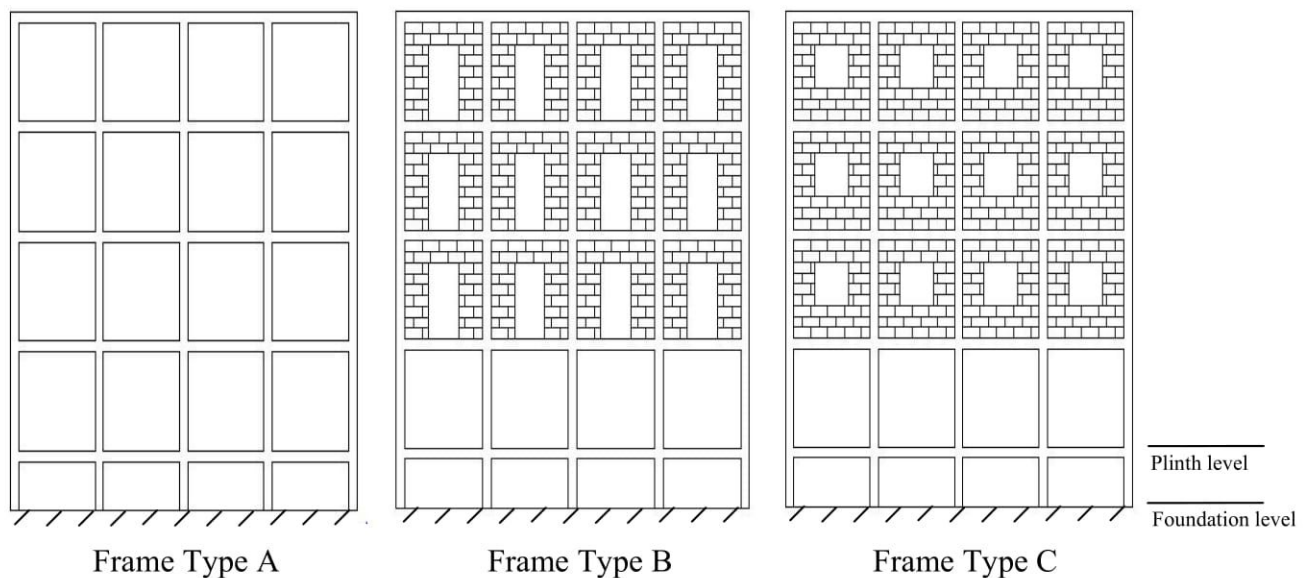 Plinth level
Foundation level
Frame Type A
Frame Type B
Frame Type C